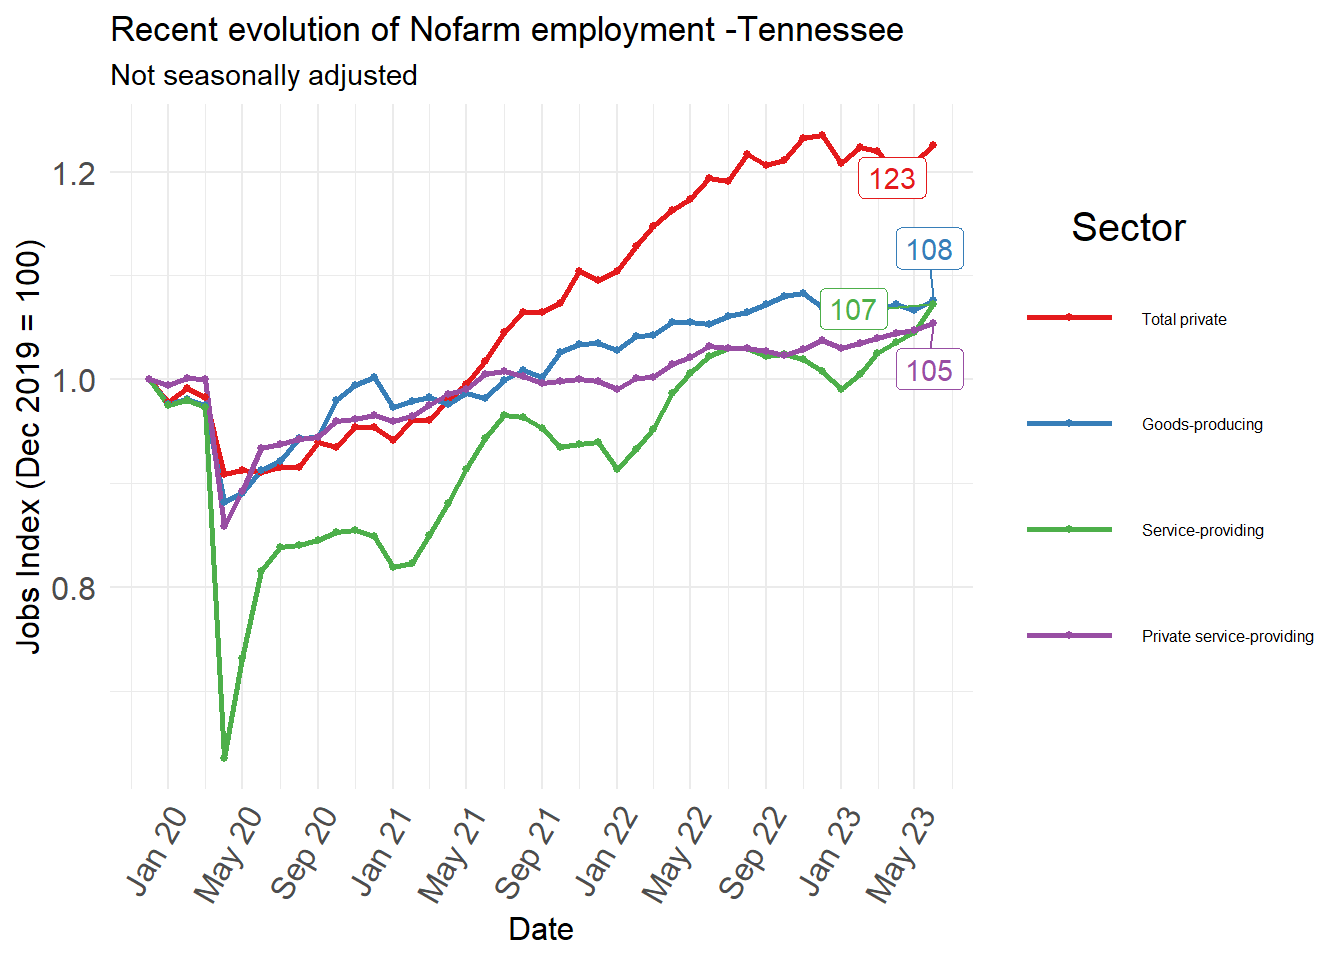 Recent evolution of Nofarm employment -Tennessee
Not seasonally adjusted
Jobs Index (Dec 2019 = 100)
1.2
1.0
0.8
123
108
107
105
Jan 20
May 20
Sep 20
Jan 21
May 21
Sep 21
Jan 22
May 22
Sep 22
Jan 23
May 23
Date
Sector
Total private
Goods-producing
Service-providing
Private service-providing